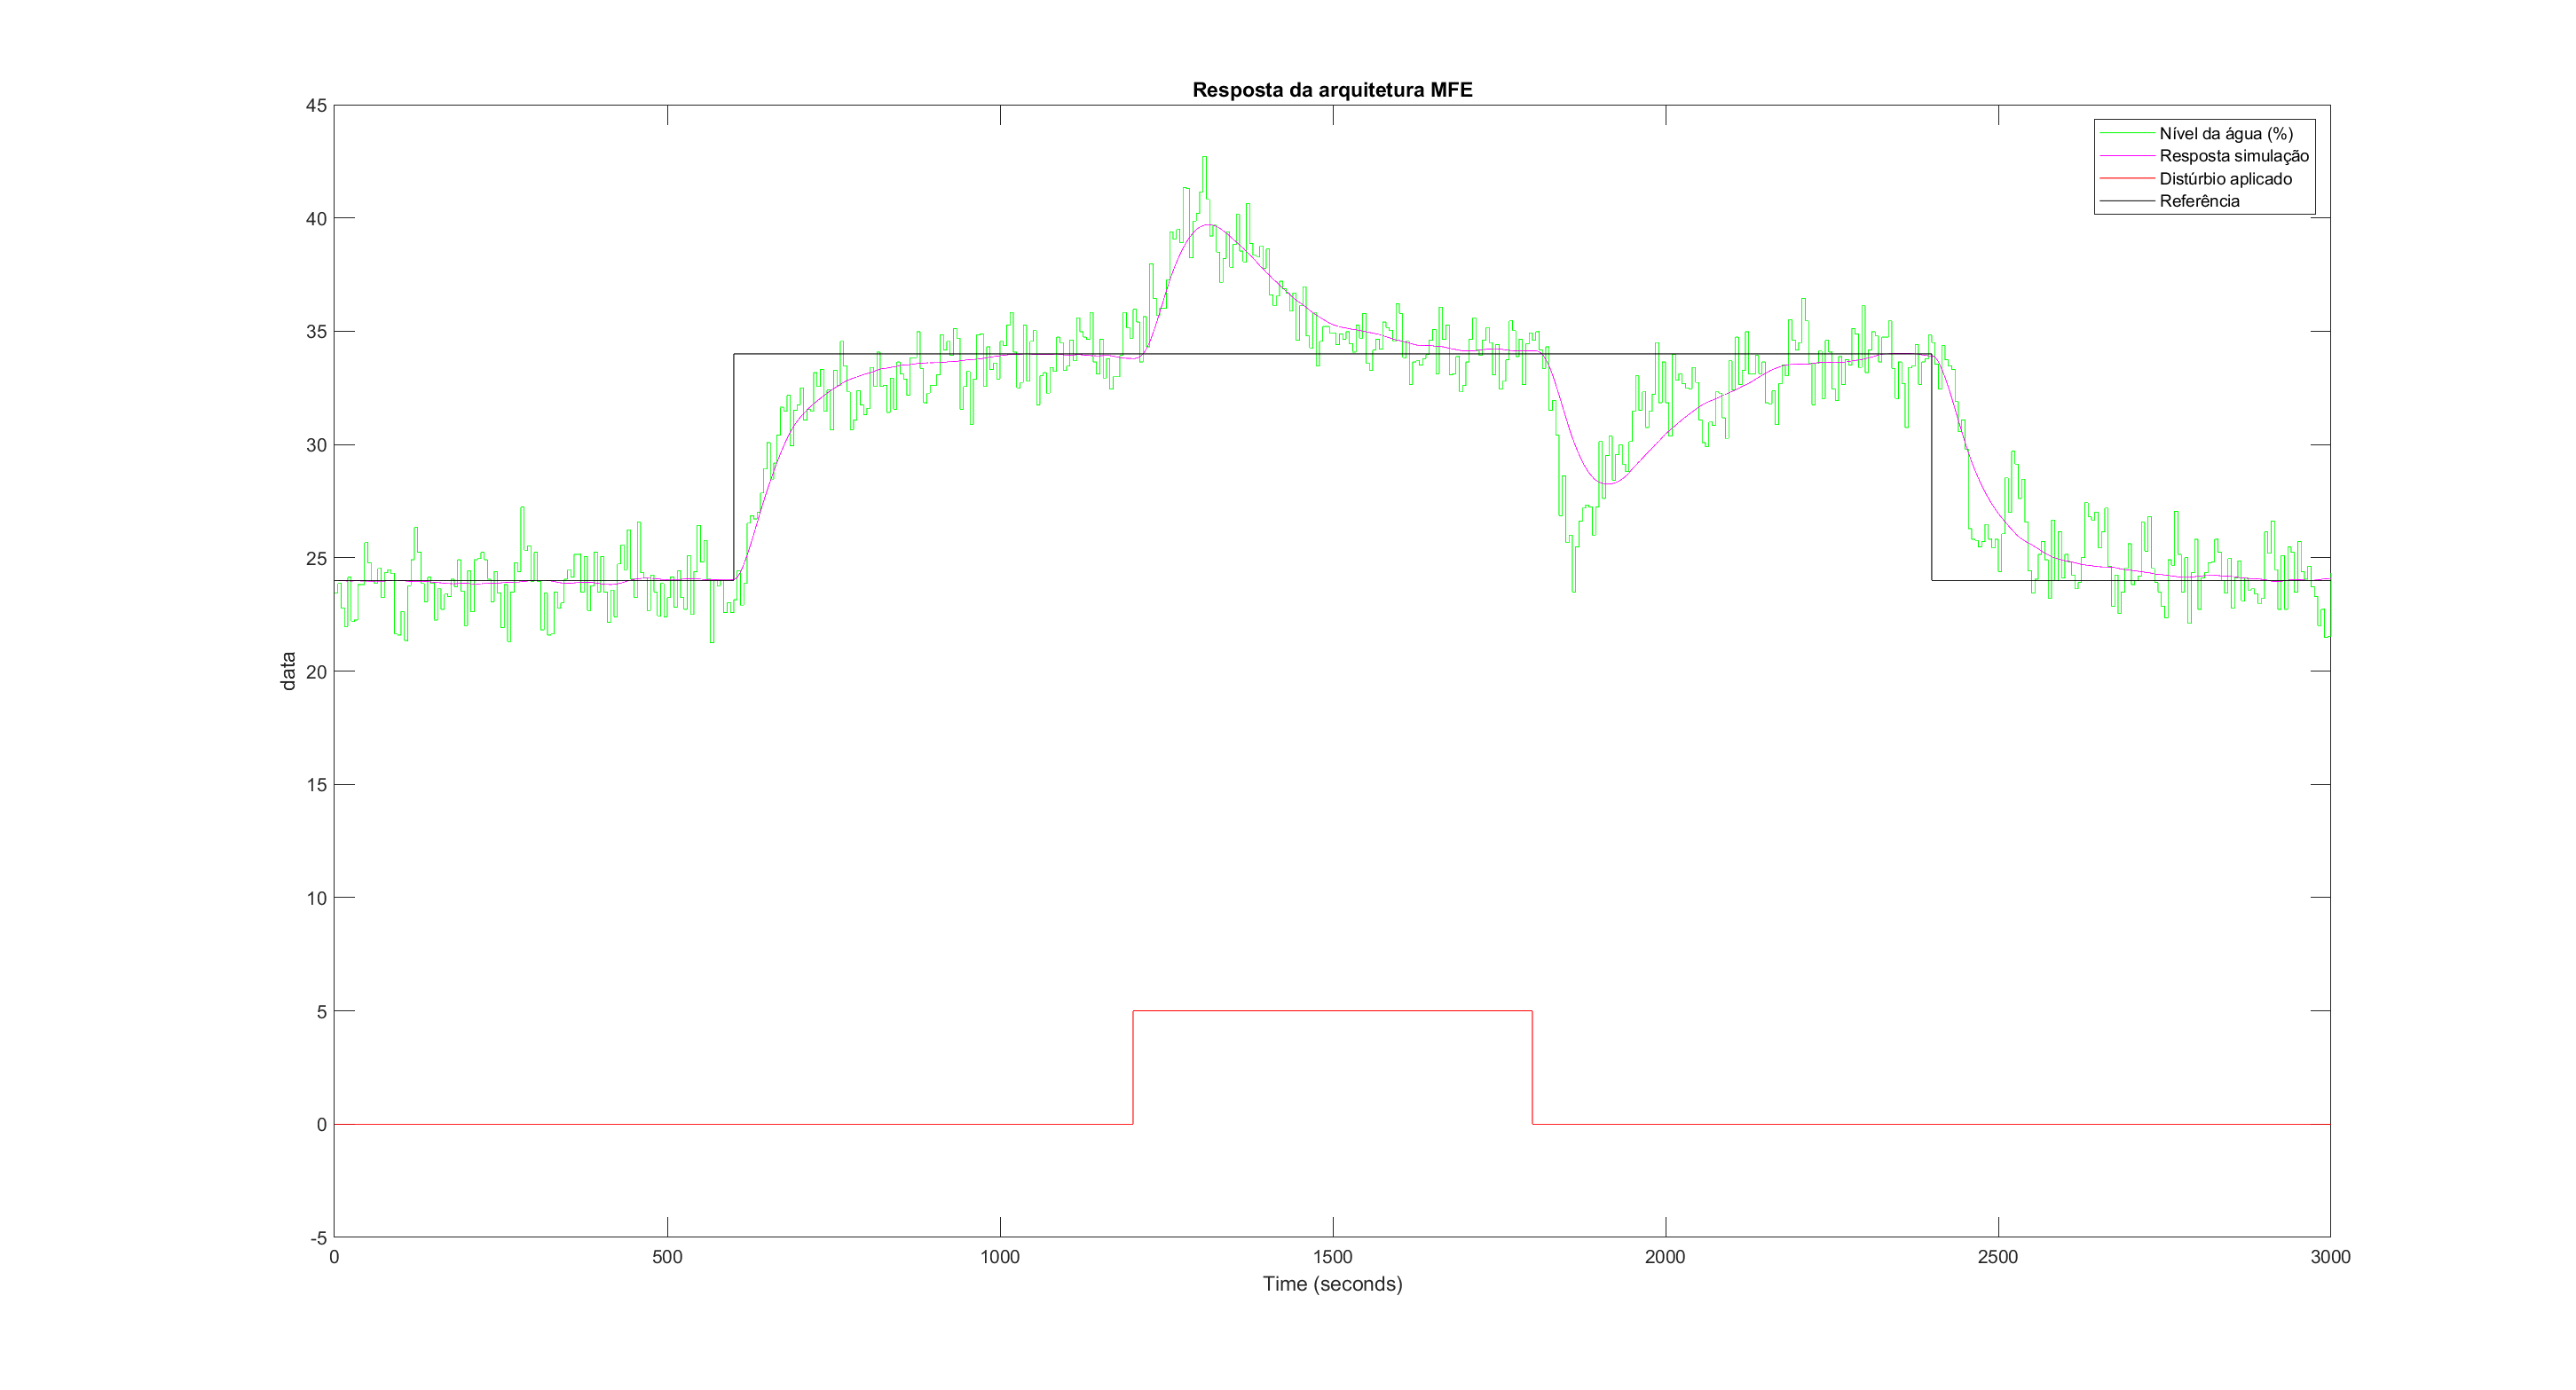 Resposta da arquitetura MFE
45
40
35
30
25
20
15
10
5
0
-5
data
0 500 1000 1500 2000 2500 3000
Time (seconds)
Nível da água (%)
Resposta simulação
Distúrbio aplicado
Referência